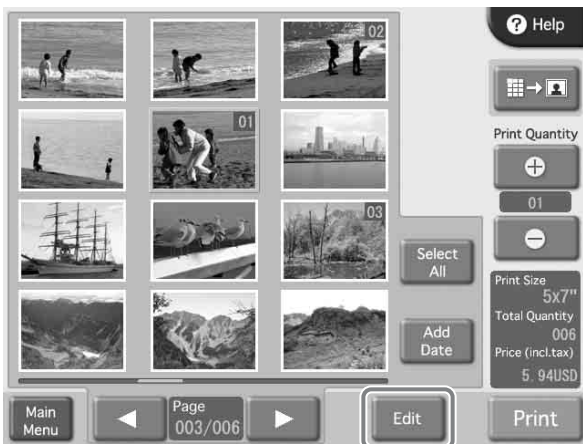 02
? Help
Print Quantity
01
+
01
−
03
Select
All
Print Size
5x7"
Total Quantity
006
Price (incl.tax)
5. 94USD
Add
Date
Main
Menu
Page
003/006
Edit
Print